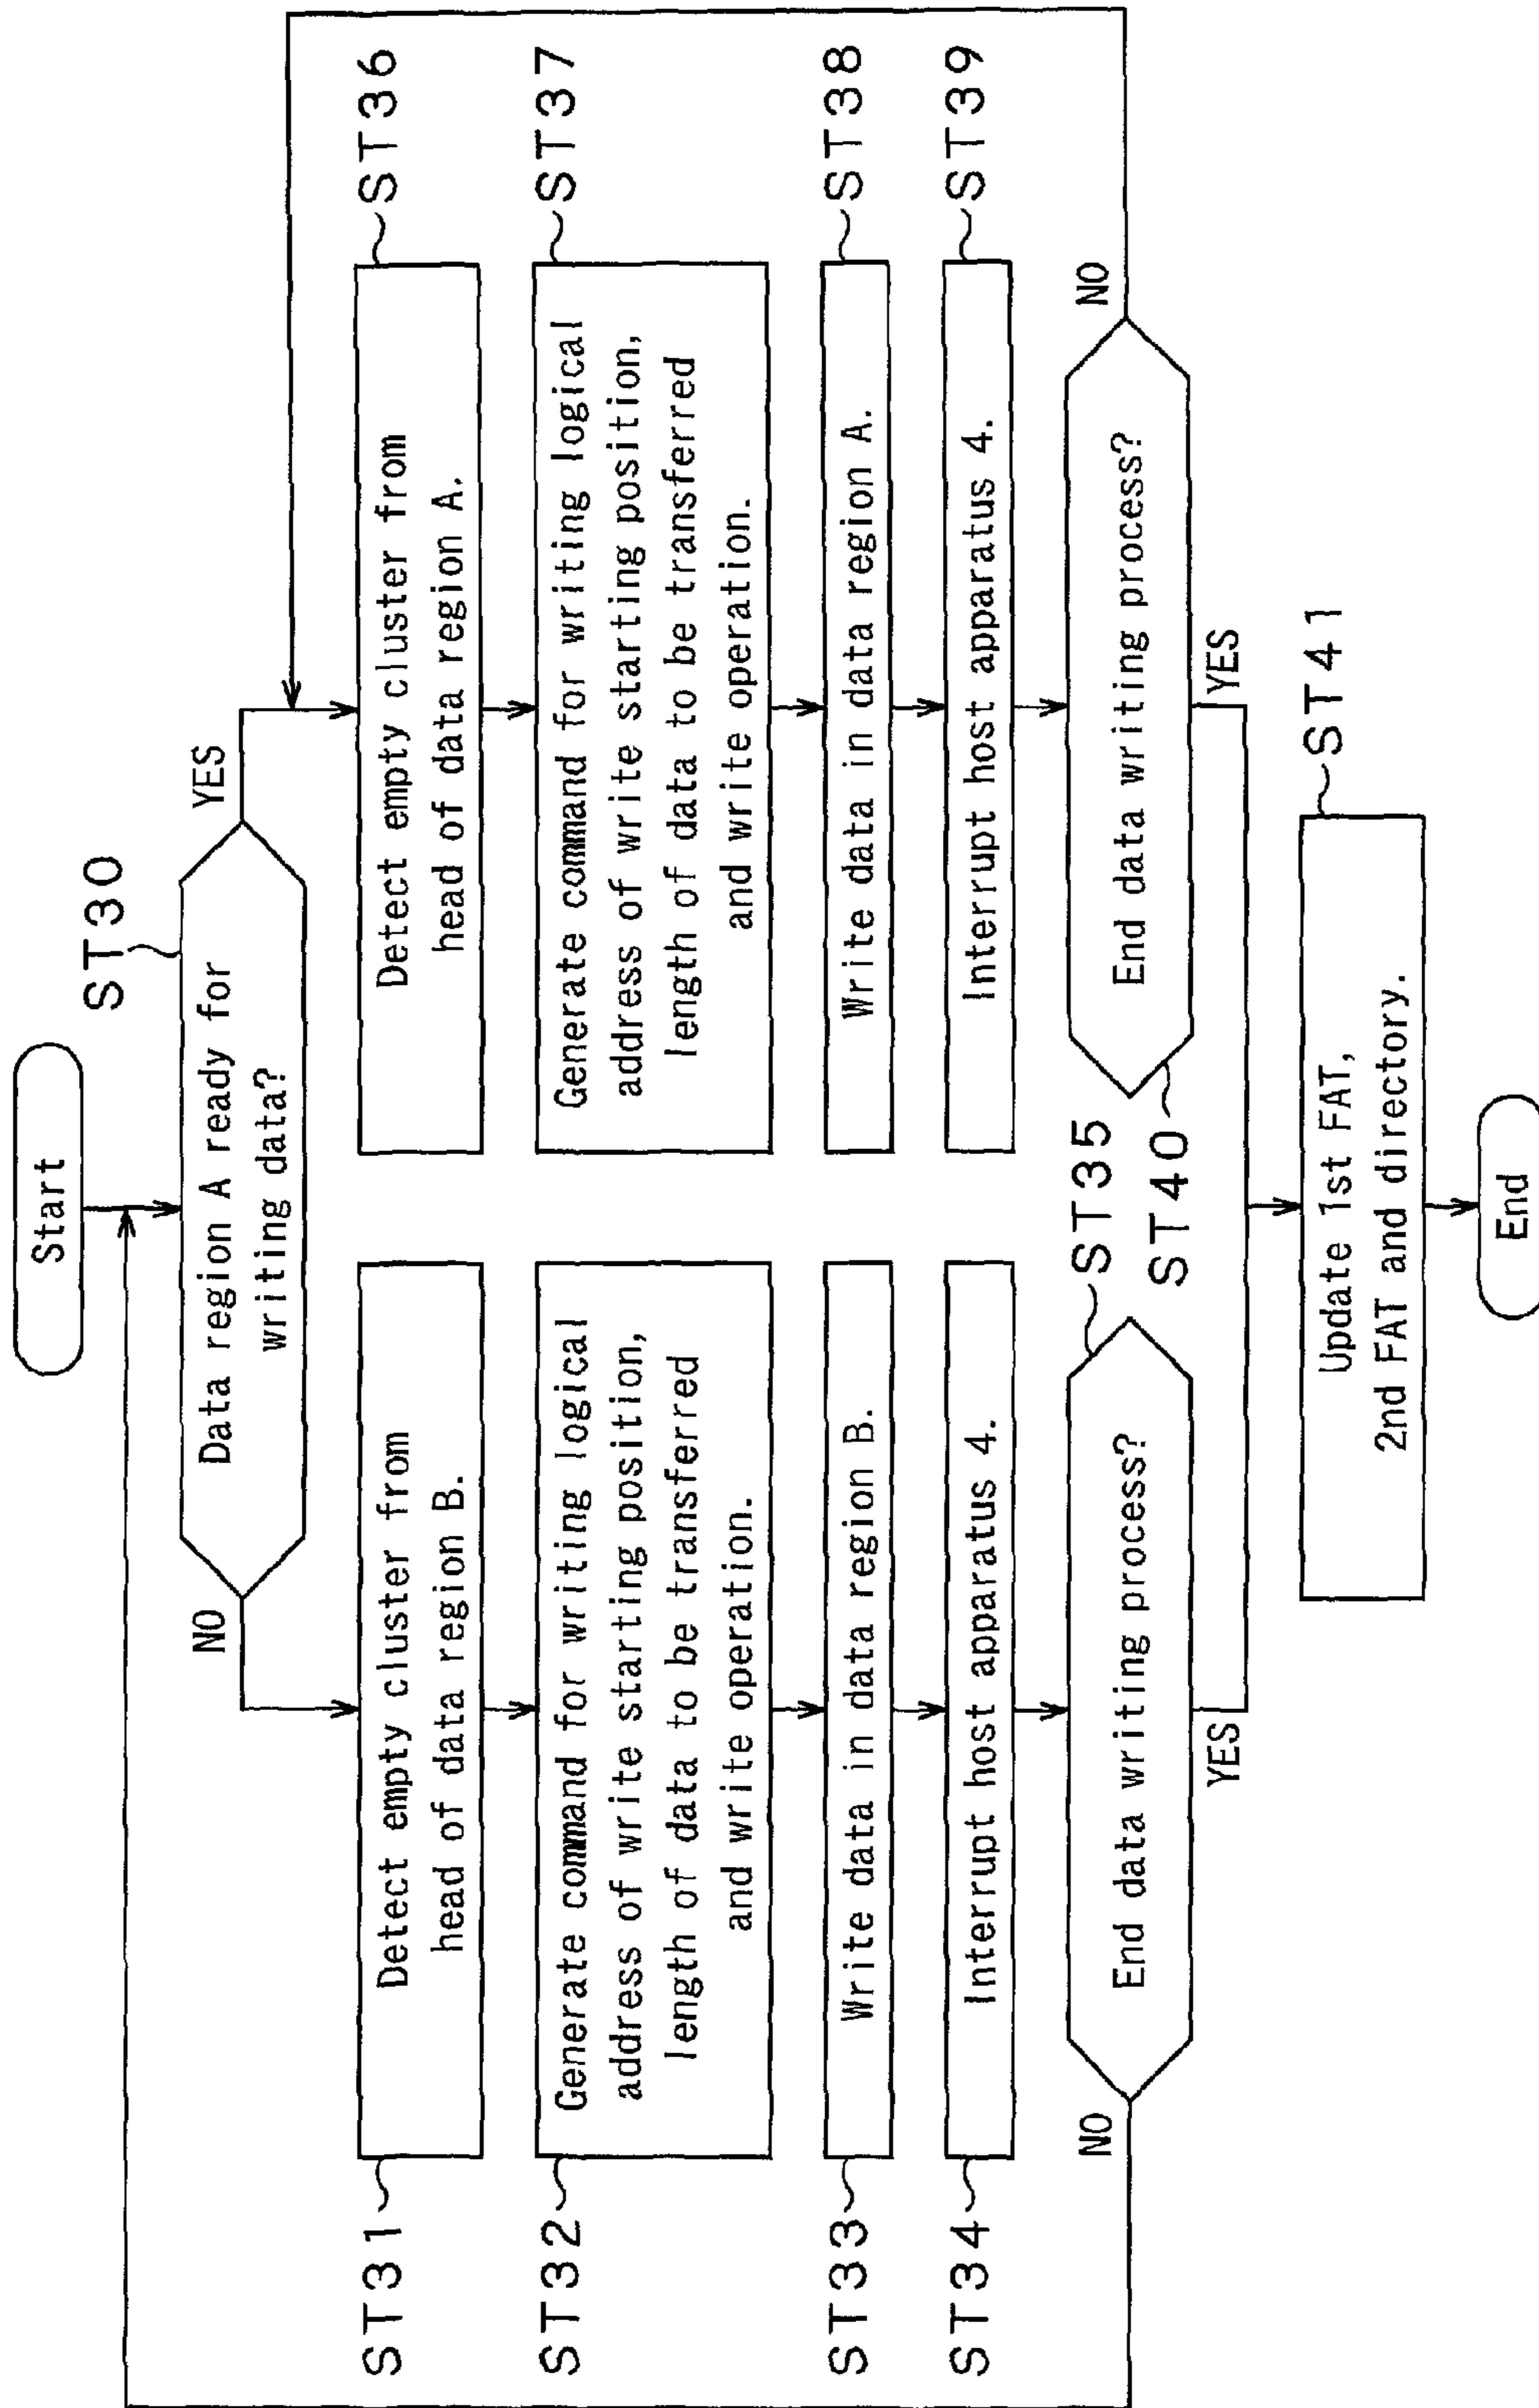 Start
ST30
Data region A ready for
writing data?
NO
YES
ST31
Detect empty cluster from
head of data region B.
ST32
Generate command for writing logical
address of write starting position,
length of data to be transferred
and write operation.
ST33
Write data in data region B.
ST34
Interrupt host apparatus 4.
ST35
End data writing process?
NO
YES
ST36
Detect empty cluster from
head of data region A.
ST37
Generate command for writing logical
address of write starting position,
length of data to be transferred
and write operation.
ST38
Write data in data region A.
ST39
Interrupt host apparatus 4.
ST40
End data writing process?
NO
YES
ST41
Update 1st FAT,
2nd FAT and directory.
End